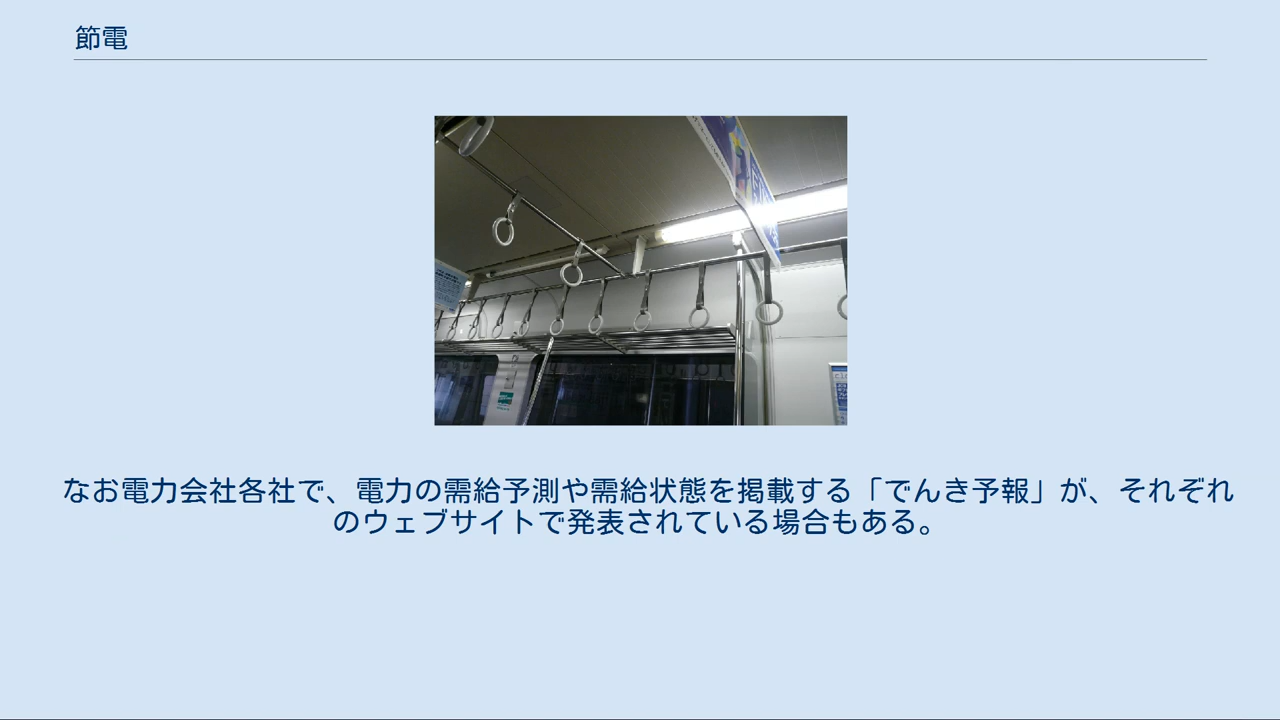 節電
なお電力会社各社で、電力の需給予測や需給状態を掲載する「でんき予報」が、それぞれ
のウェブサイトで発表されている場合もある。